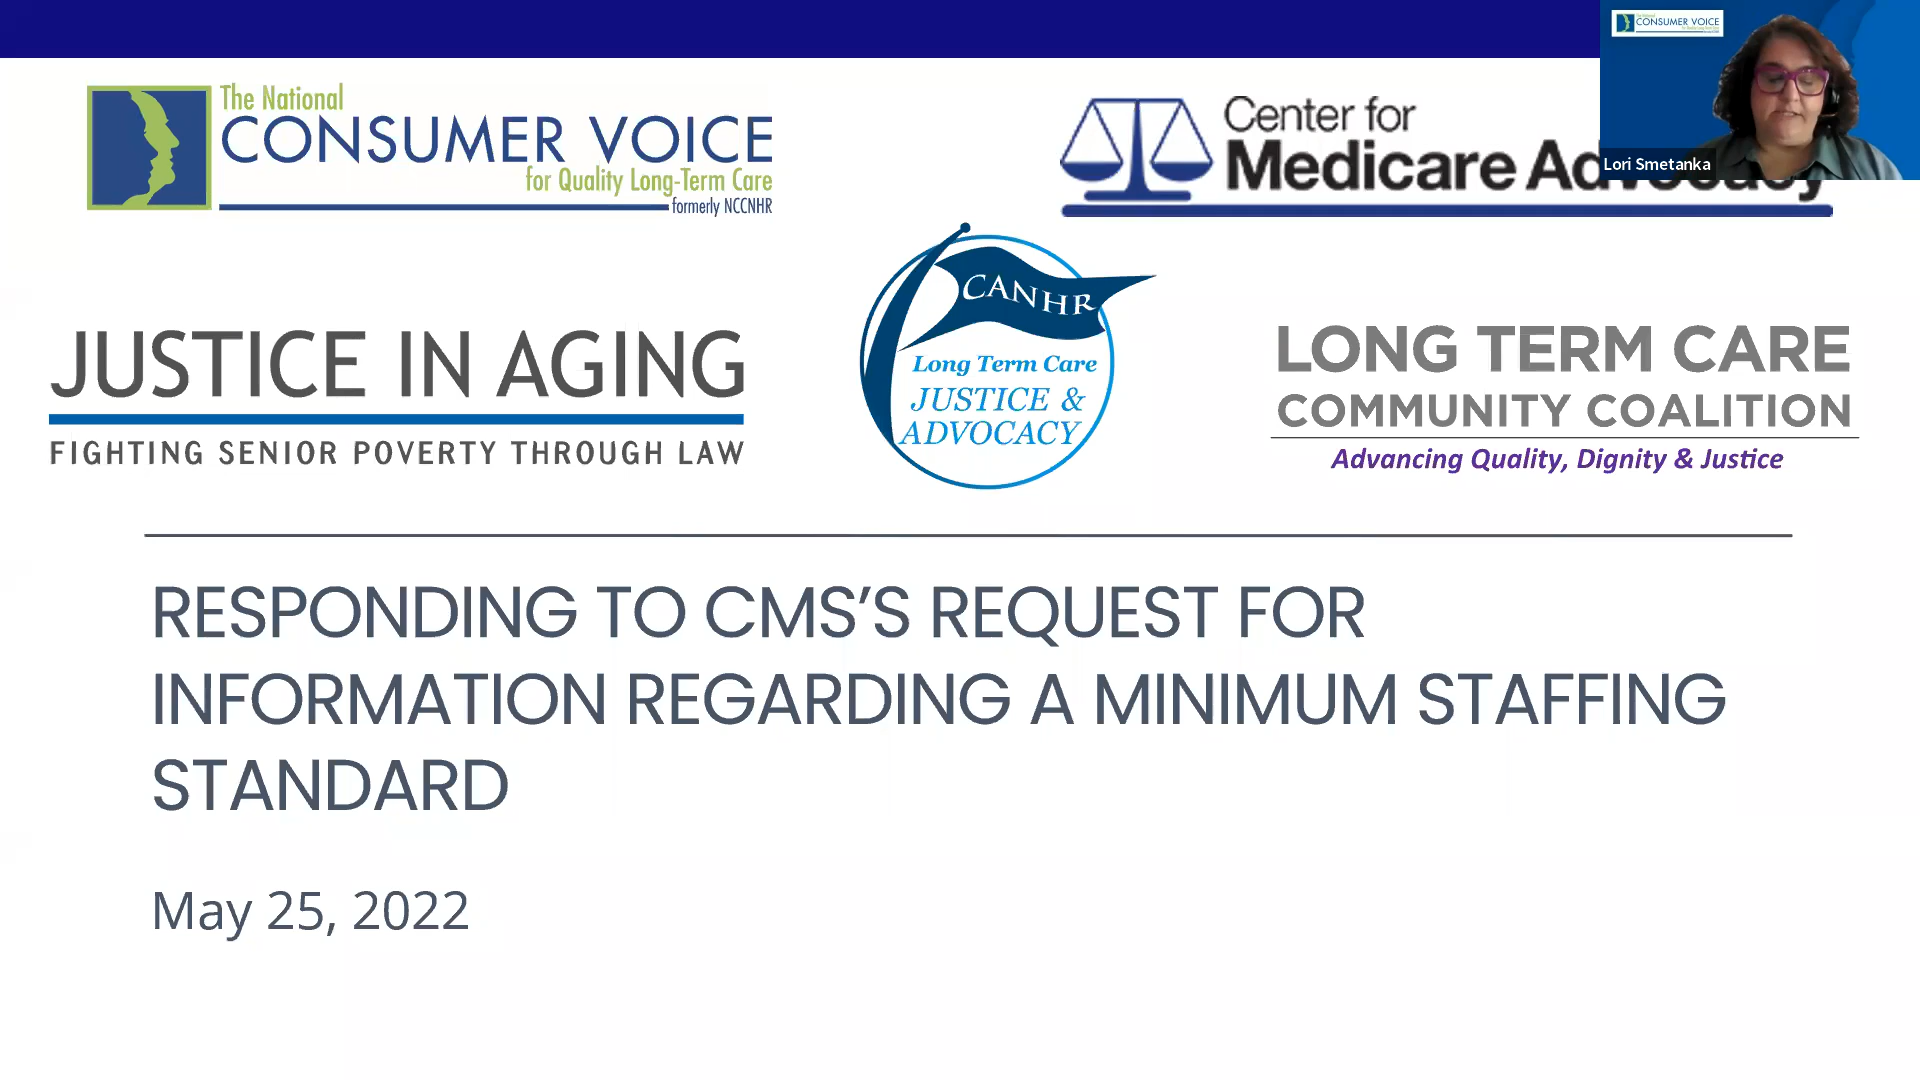 The National
CONSUMER VOICE
for Quality Long-Term Care
formerly NCCNHR
Center for
Medicare Advocacy
CONSUMER VOICE
Lori Smetanka
JUSTICE IN AGING
FIGHTING SENIOR POVERTY THROUGH LAW
CANHR
Long Term Care
JUSTICE &
ADVOCACY
LONG TERM CARE
COMMUNITY COALITION
Advancing Quality, Dignity & Justice
RESPONDING TO CMS’S REQUEST FOR
INFORMATION REGARDING A MINIMUM STAFFING
STANDARD
May 25, 2022